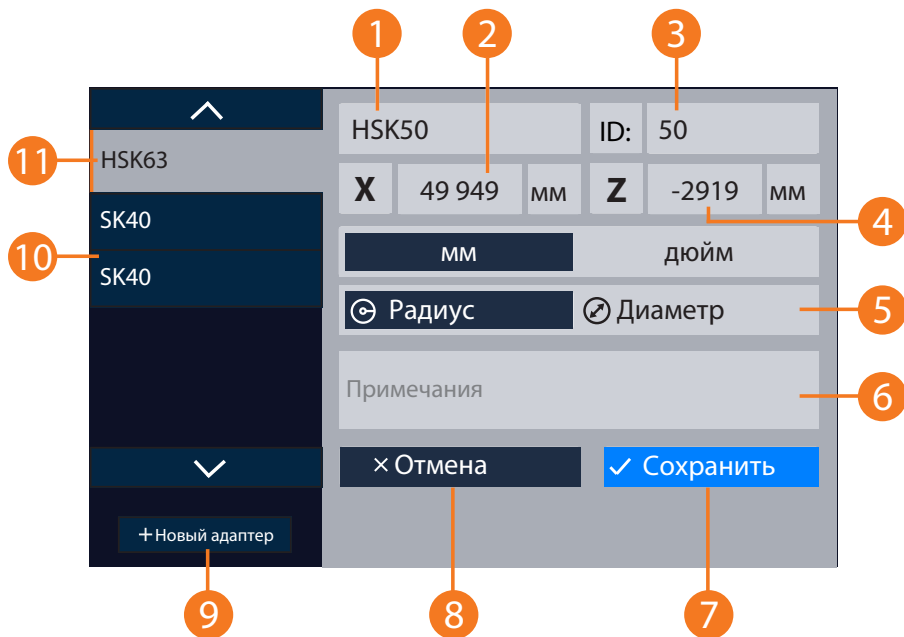 1 2 3
HSK50 ID: 50
11 HSK63
X 49 949 мм Z -2919 мм
SK40
4
10
мм дюйм
SK40
Радиус Диаметр 5
Примечания 6
Отмена Сохранить
+Новый адаптер
9 8 7